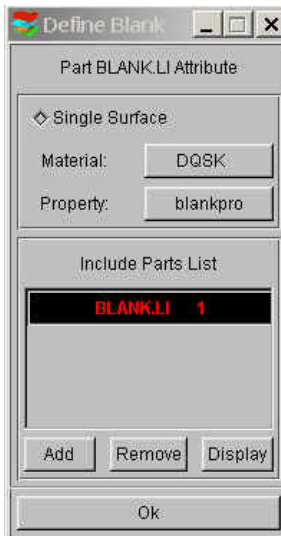 Define Blank
Part BLANK.LI Attribute
Single Surface
Material: DQSK
Property: blankpro
Include Parts List
BLANK.LI 1
Add Remove Display
Ok